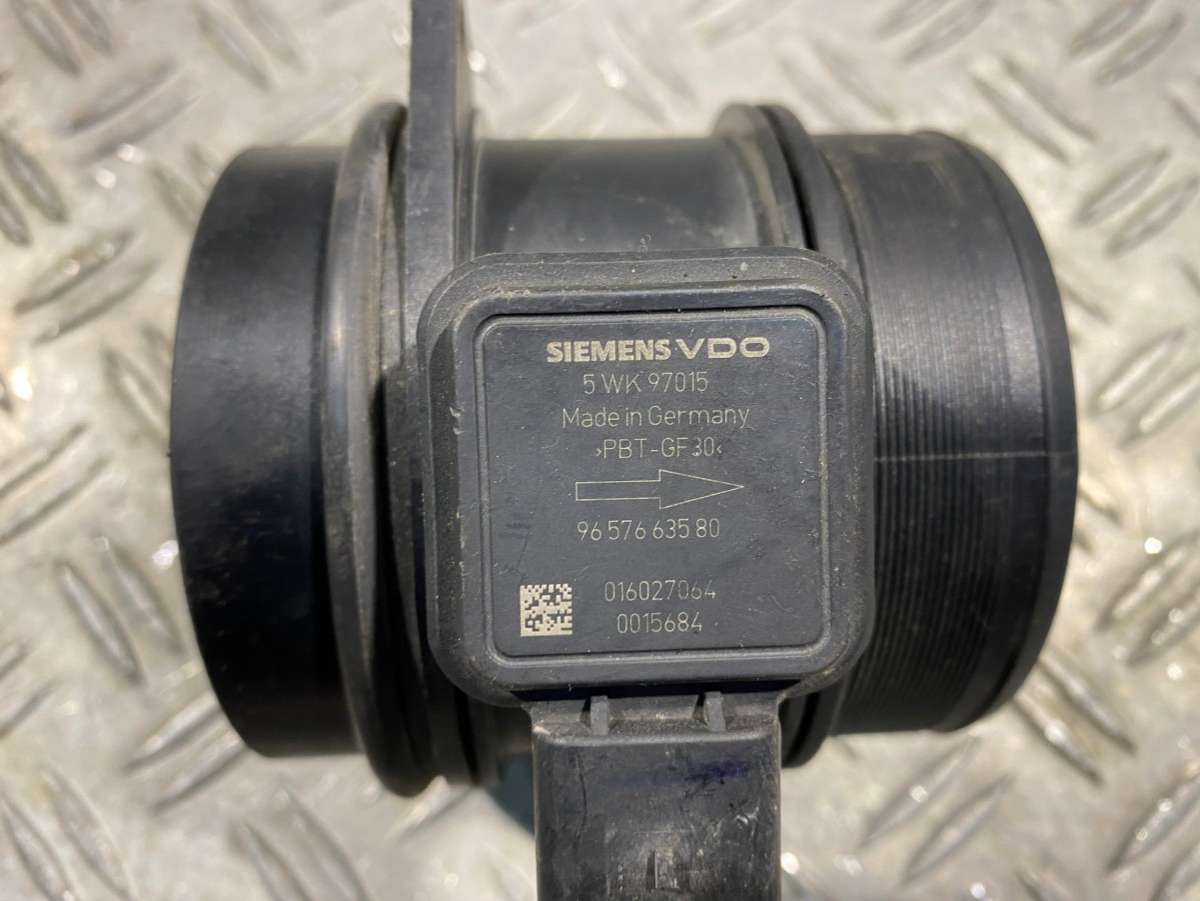 SIEMENS VDO
5 WK 97015
Made in Germany
>PBT-GF30<
96 576 635 80
016027064
0015684